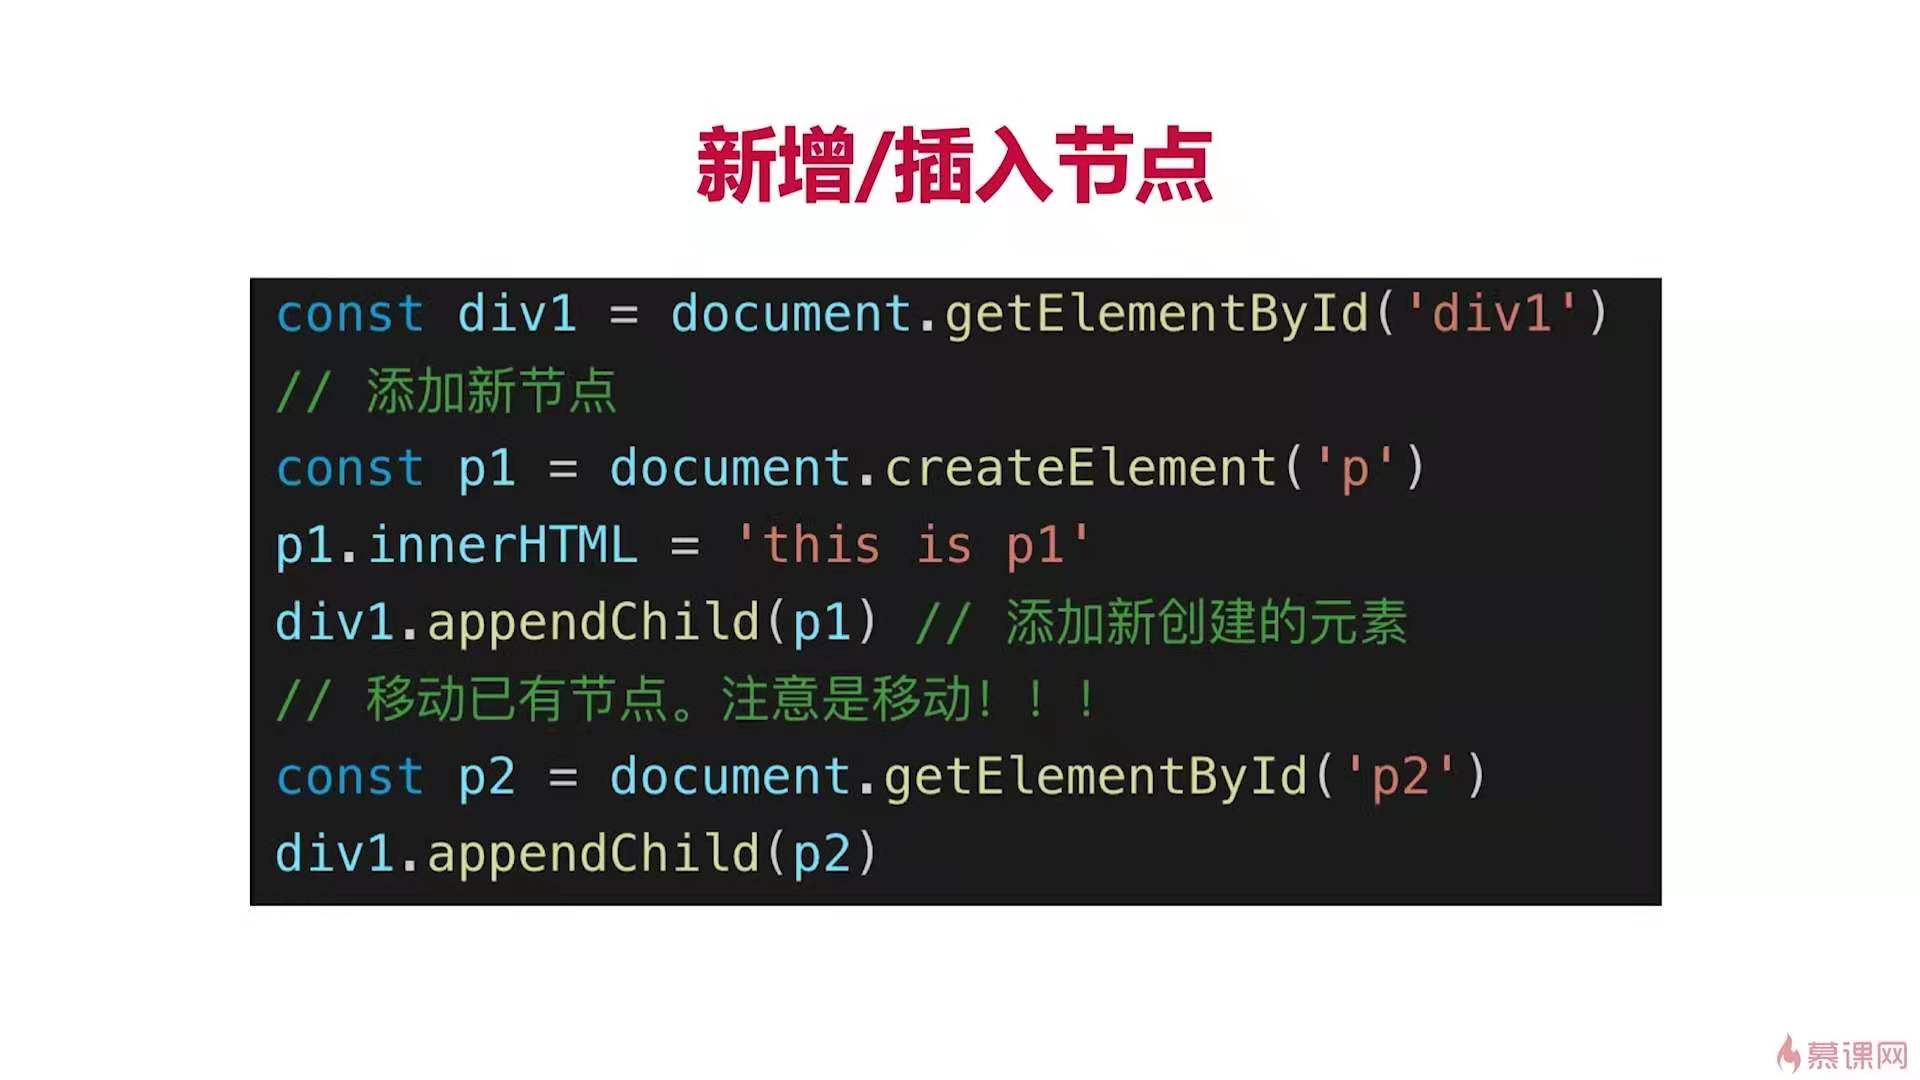 新增/插入节点
const div1 = document.getElementById('div1')
// 添加新节点
const p1 = document.createElement('p')
p1.innerHTML = 'this is p1'
div1.appendChild(p1) // 添加新创建的元素
// 移动已有节点。注意是移动！！！
const p2 = document.getElementById('p2')
div1.appendChild(p2)
慕课网